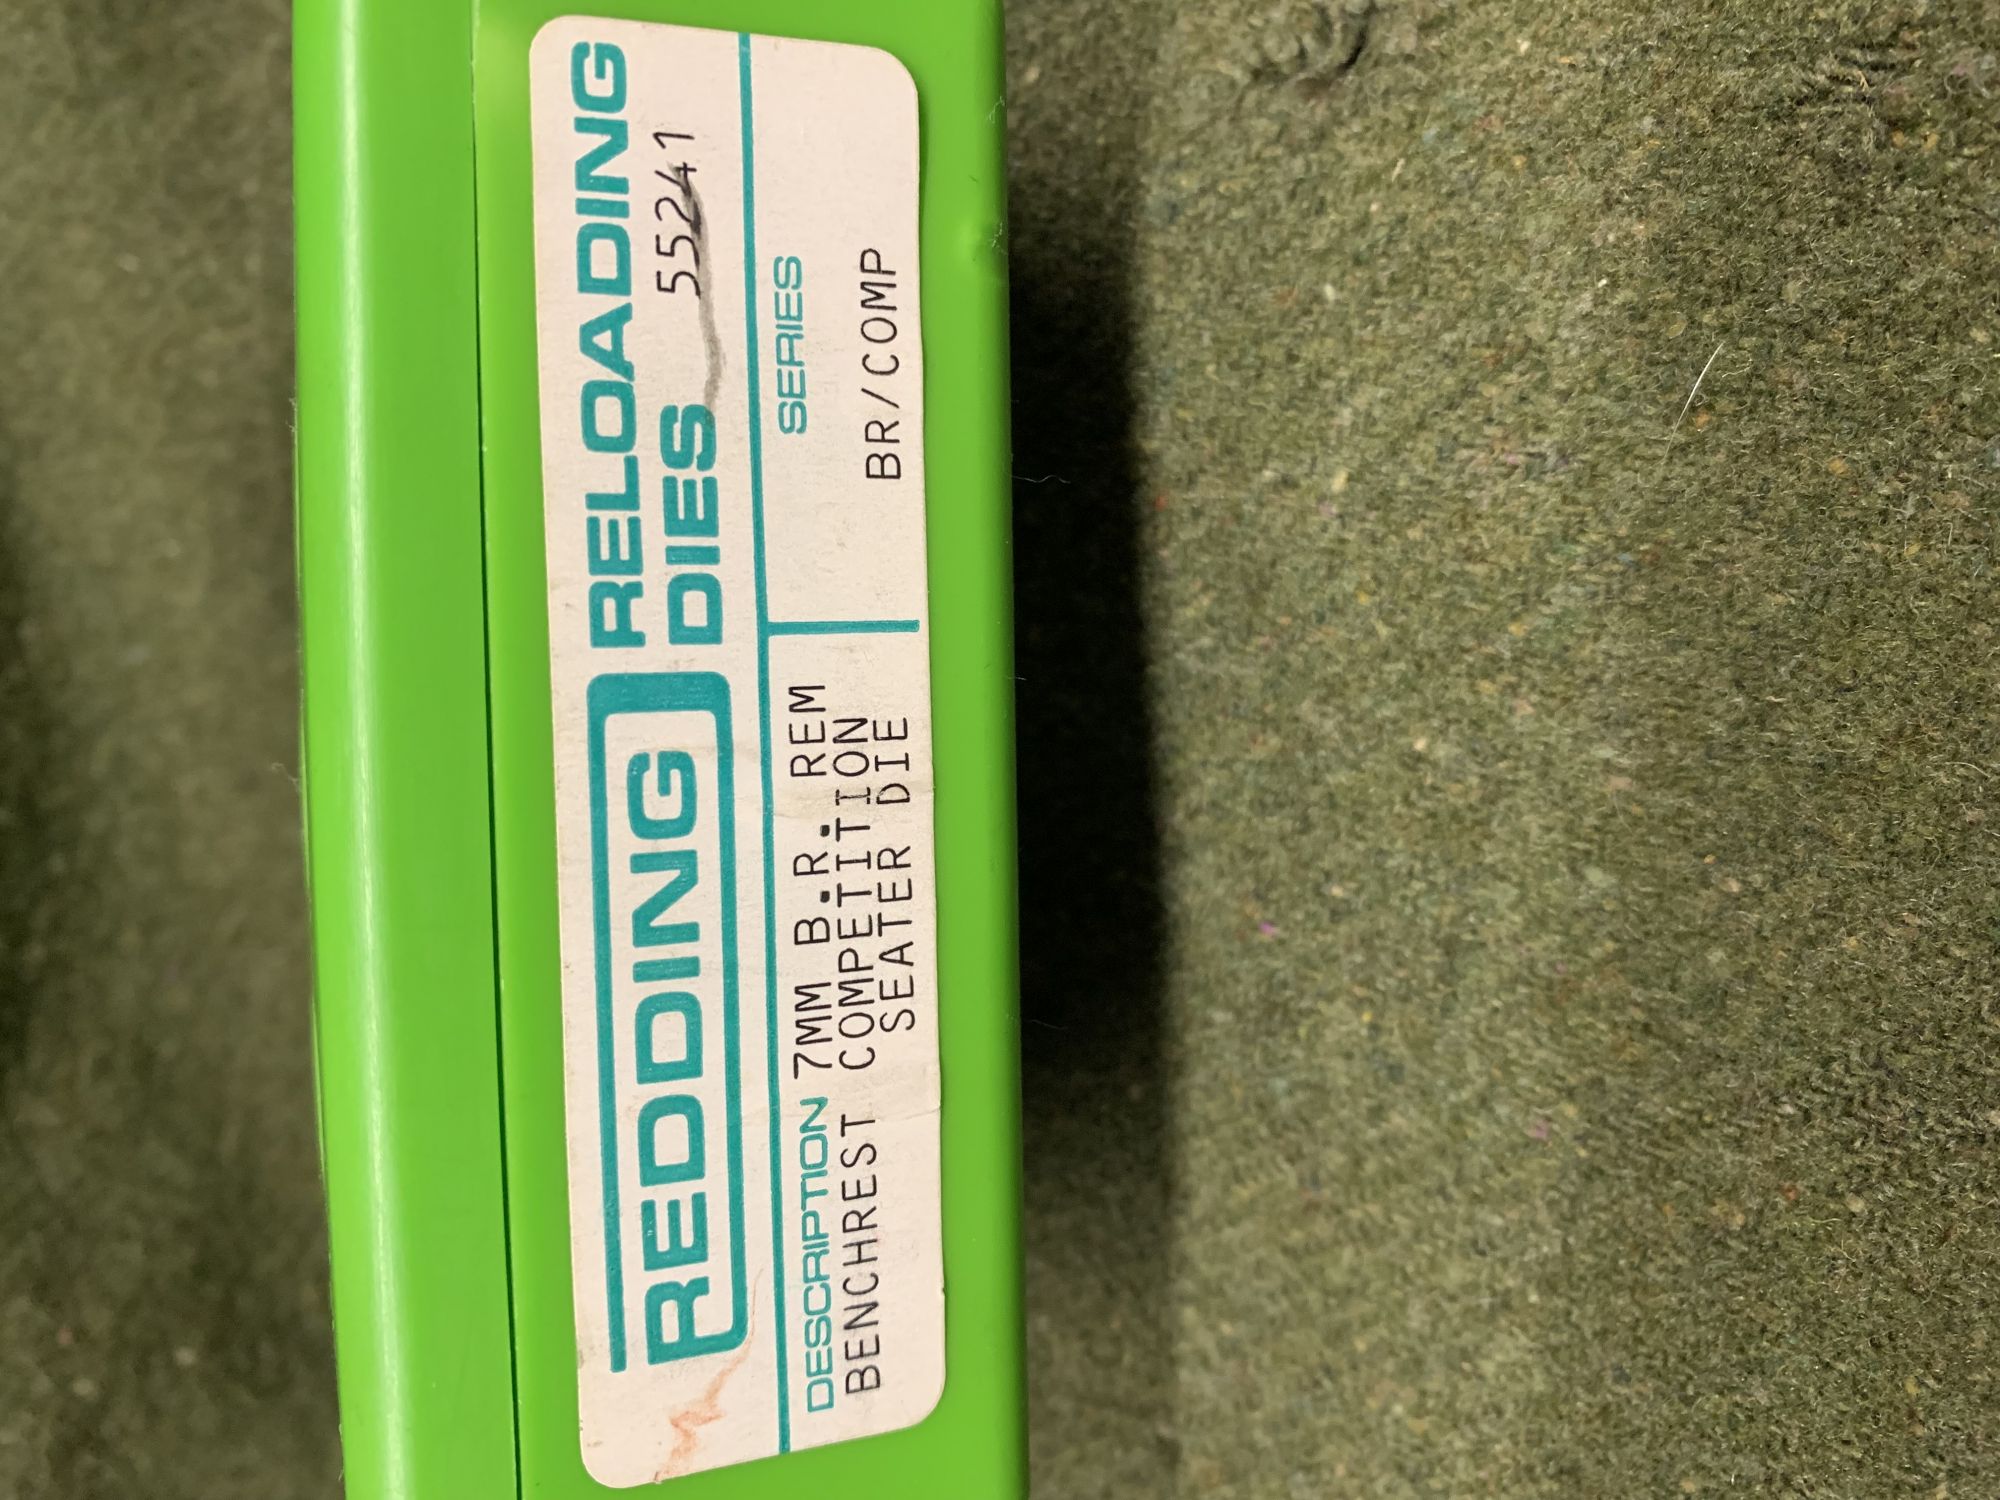 REDDING RELOADING
DIES 55241
DESCRIPTION 7MM B.R. REM
BENCHREST COMPETITION
SEATER DIE
SERIES
BR/COMP